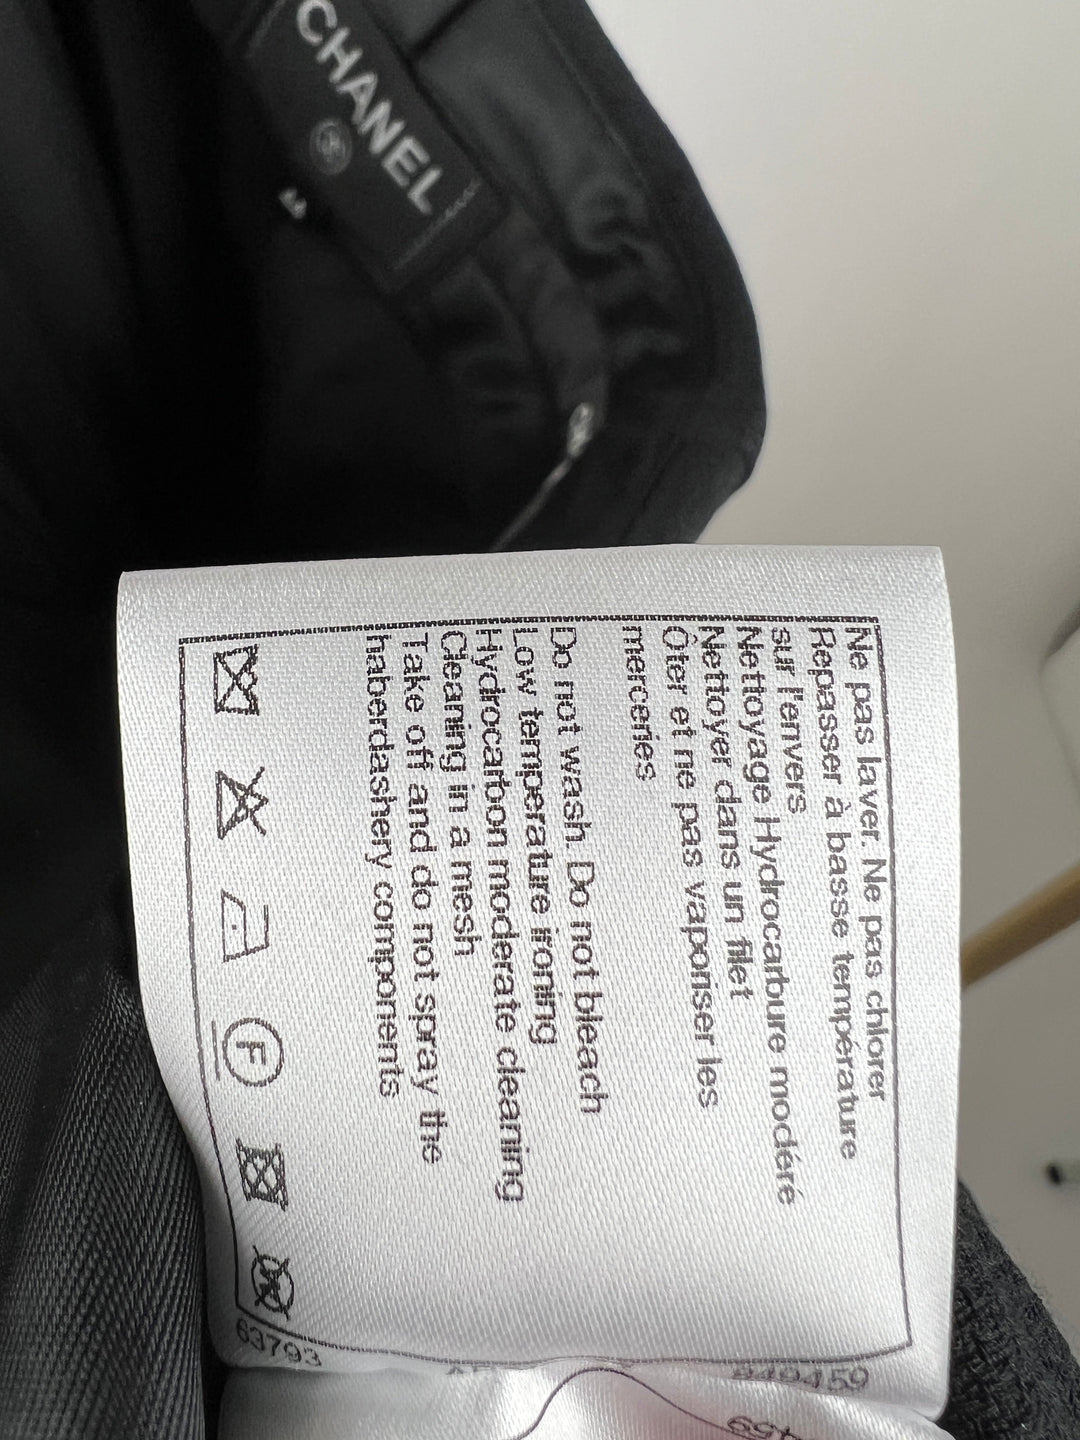 CHANEL
Ne pas laver. Ne pas chlorer
Repasser à basse température
sur l'envers
Nettoyage Hydrocarbure modéré
Nettoyer dans un filet
Ôter et ne pas vaporiser les
merceries
Do not wash. Do not bleach
Low temperature ironing
Hydrocarbon moderate cleaning
Cleaning in a mesh
Take off and do not spray the
haberdashery components
F
63793
849459
459